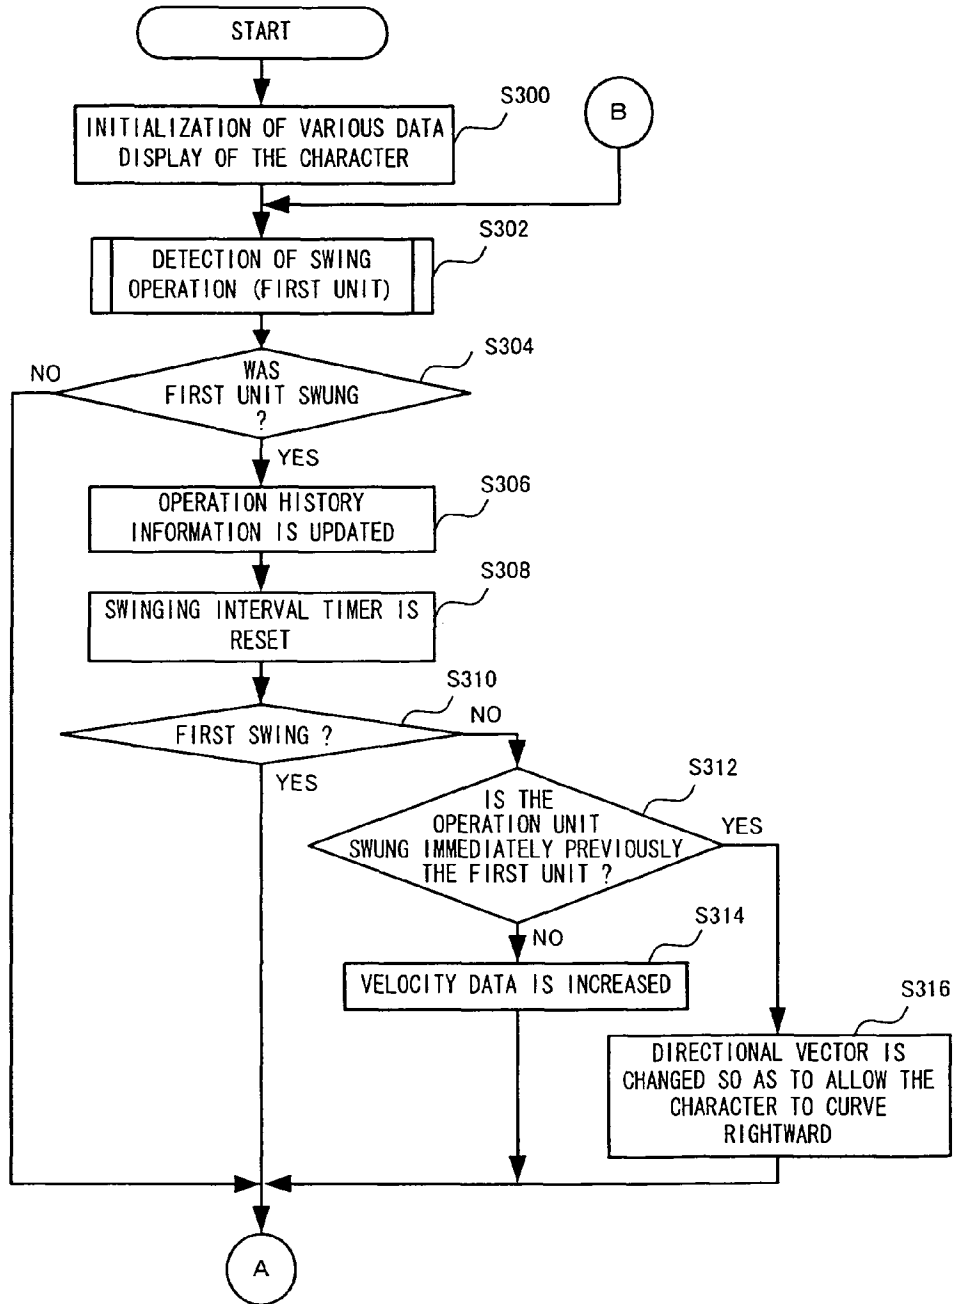 START
S300
B
INITIALIZATION OF VARIOUS DATA
DISPLAY OF THE CHARACTER
S302
DETECTION OF SWING
OPERATION (FIRST UNIT)
S304
NO
WAS
FIRST UNIT SWUNG
?
YES
S306
OPERATION HISTORY
INFORMATION IS UPDATED
S308
SWINGING INTERVAL TIMER IS
RESET
S310
NO
FIRST SWING ?
YES
S312
IS THE
OPERATION UNIT
SWUNG IMMEDIATELY PREVIOUSLY
THE FIRST UNIT ?
YES
NO
S314
VELOCITY DATA IS INCREASED
S316
DIRECTIONAL VECTOR IS
CHANGED SO AS TO ALLOW THE
CHARACTER TO CURVE
RIGHTWARD
A